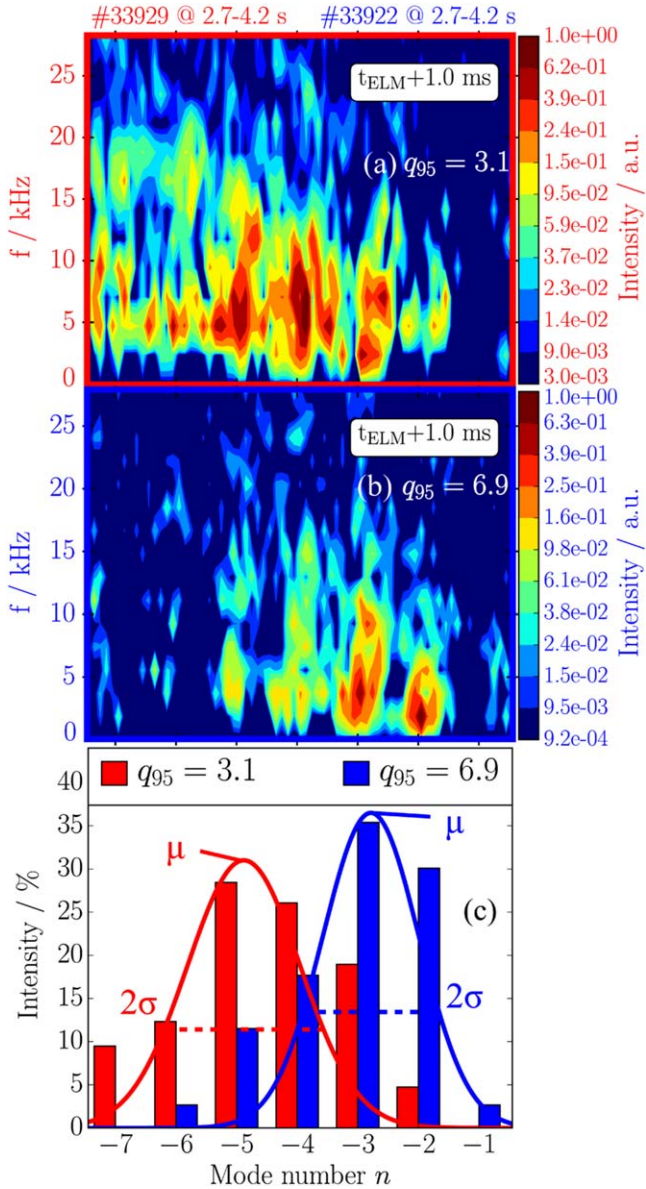 #33929 @ 2.7-4.2 s #33922 @ 2.7-4.2 s
25
20
15
10
5
0
f / kHz
t_ELM+1.0 ms
(a) q_95 = 3.1
1.0e+00
6.2e-01
3.9e-01
2.4e-01
1.5e-01
9.5e-02
5.9e-02
3.7e-02
2.3e-02
1.4e-02
9.0e-03
3.0e-03
Intensity / a.u.
25
20
15
10
5
0
f / kHz
t_ELM+1.0 ms
(b) q_95 = 6.9
1.0e+00
6.3e-01
3.9e-01
2.5e-01
1.6e-01
9.8e-02
6.1e-02
3.8e-02
2.4e-02
1.5e-02
9.5e-03
9.2e-04
Intensity / a.u.
q_95 = 3.1 q_95 = 6.9
40
35
30
25
20
15
10
5
0
Intensity / %
μ
μ
(c)
2σ
2σ
−7 −6 −5 −4 −3 −2 −1
Mode number n